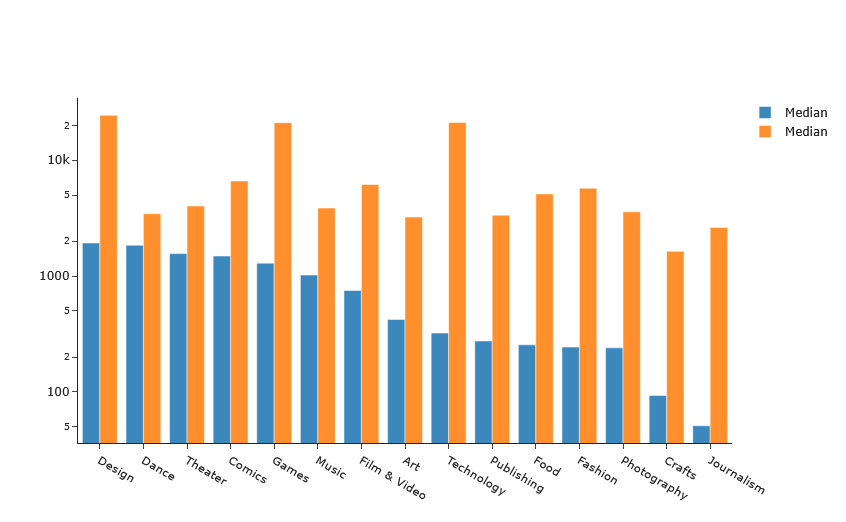 Median
Median
2
10k
5
2
1000
5
2
100
5
Design
Dance
Theater
Comics
Games
Music
Film & Video
Art
Technology
Publishing
Food
Fashion
Photography
Crafts
Journalism